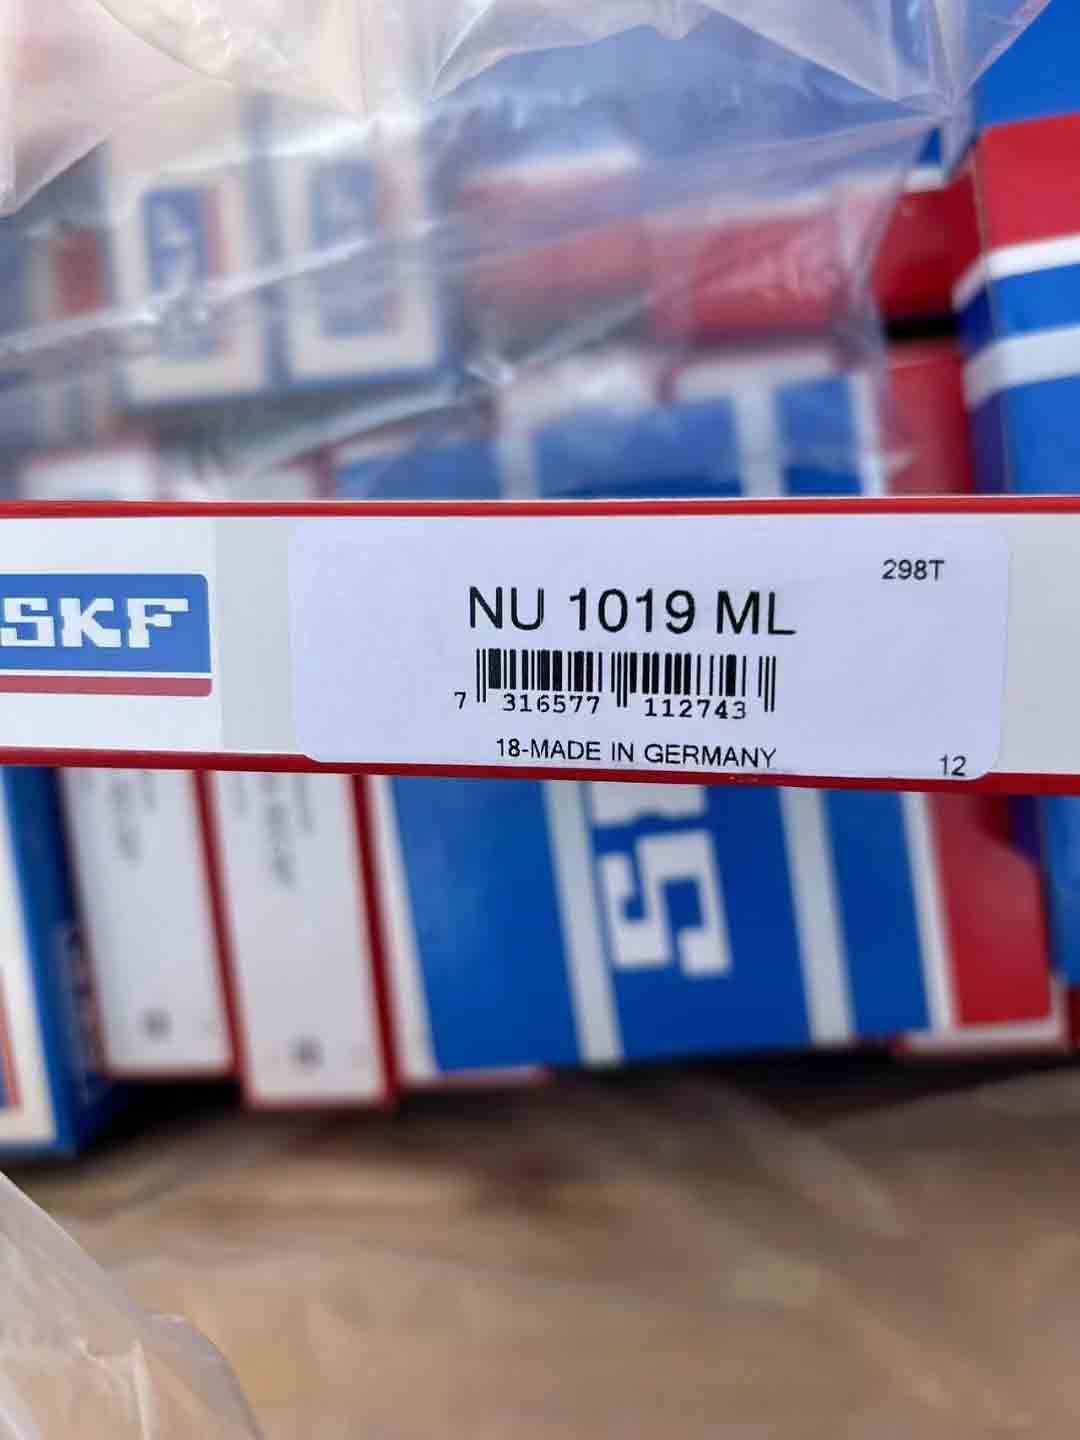 298T
SKF
NU 1019 ML
7 316577 112743
18-MADE IN GERMANY
12